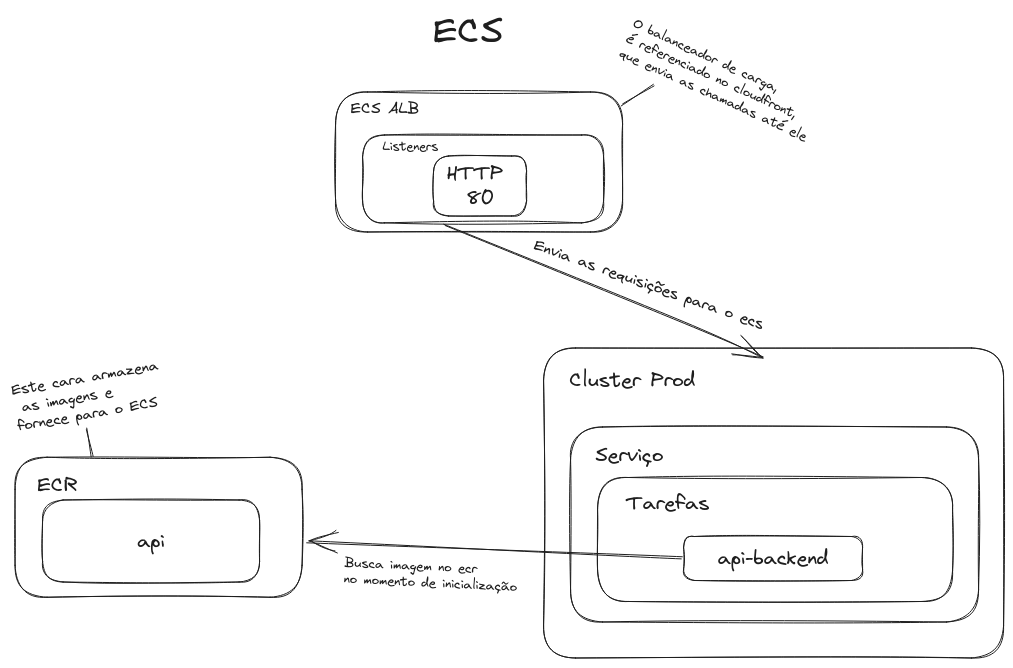 ECS
O balanceador de carga,
é referenciado no cloudfront,
que envia as chamadas até ele
ECS ALB
Listeners
HTTP
80
Envia as requisições para o ecs
Cluster Prod
Serviço
Tarefas
api-backend
Este cara armazena
as imagens e
fornece para o ECS
ECR
api
Busca imagem no ecr
no momento de inicialização